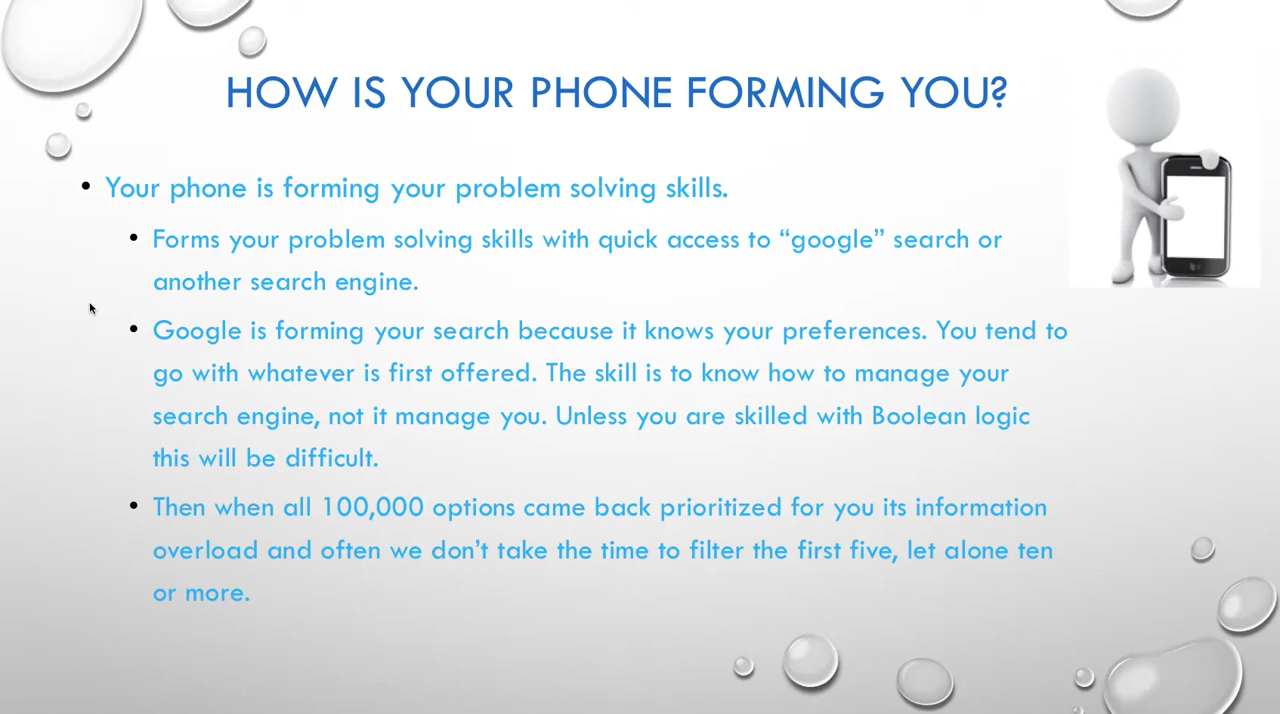 HOW IS YOUR PHONE FORMING YOU?
• Your phone is forming your problem solving skills.
• Forms your problem solving skills with quick access to “google” search or
another search engine.
• Google is forming your search because it knows your preferences. You tend to
go with whatever is first offered. The skill is to know how to manage your
search engine, not it manage you. Unless you are skilled with Boolean logic
this will be difficult.
• Then when all 100,000 options came back prioritized for you its information
overload and often we don’t take the time to filter the first five, let alone ten
or more.